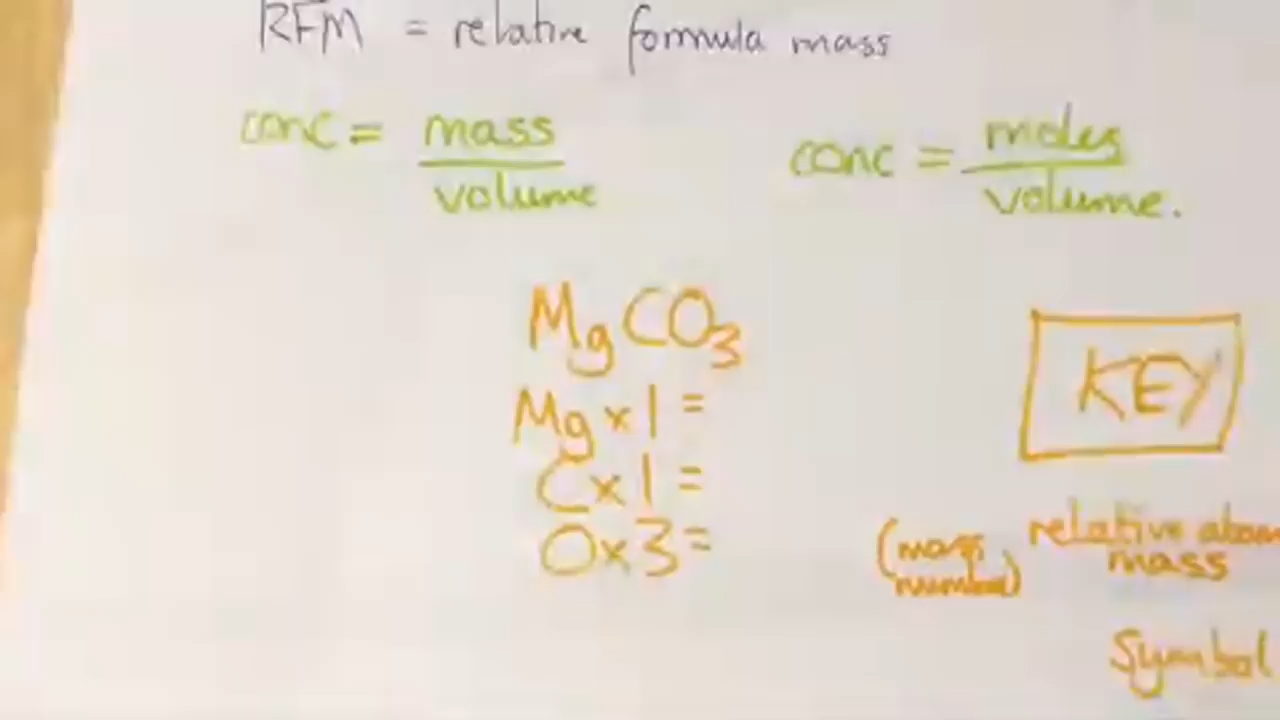 RFM = relative formula mass
conc = mass / volume
conc = moles / volume.
MgCO₃
Mg x 1 =
C x 1 =
O x 3 =
KEY
(mass number)
relative atom
mass
Symbol